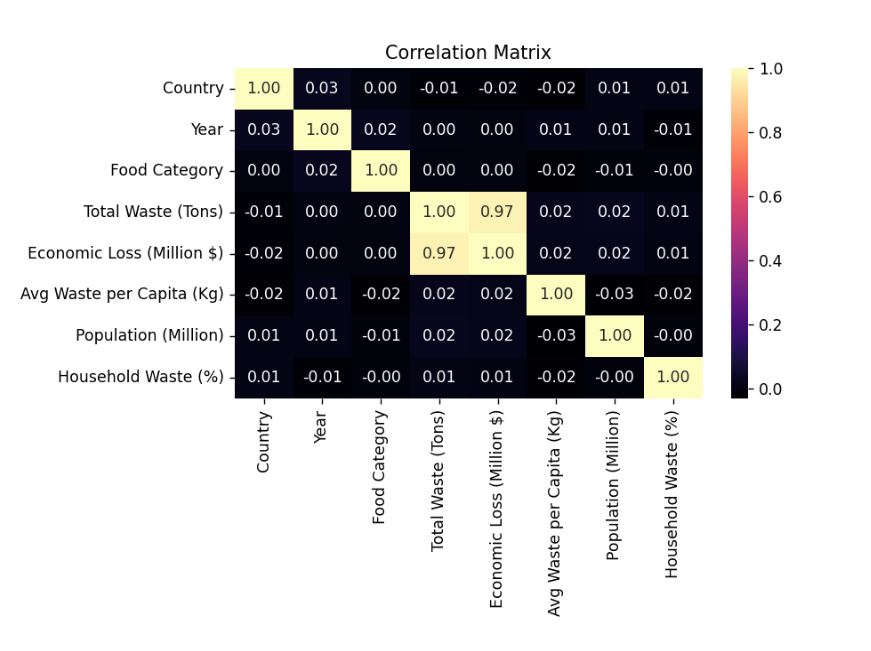 Correlation Matrix
Country 1.00 0.03 0.00 -0.01 -0.02 -0.02 0.01 0.01
Year 0.03 1.00 0.02 0.00 0.00 0.01 0.01 -0.01
Food Category 0.00 0.02 1.00 0.00 0.00 -0.02 -0.01 -0.00
Total Waste (Tons) -0.01 0.00 0.00 1.00 0.97 0.02 0.02 0.01
Economic Loss (Million $) -0.02 0.00 0.00 0.97 1.00 0.02 0.02 0.01
Avg Waste per Capita (Kg) -0.02 0.01 -0.02 0.02 0.02 1.00 -0.03 -0.02
Population (Million) 0.01 0.01 -0.01 0.02 0.02 -0.03 1.00 -0.00
Household Waste (%) 0.01 -0.01 -0.00 0.01 0.01 -0.02 -0.00 1.00
Country
Year
Food Category
Total Waste (Tons)
Economic Loss (Million $)
Avg Waste per Capita (Kg)
Population (Million)
Household Waste (%)
1.0
0.8
0.6
0.4
0.2
0.0